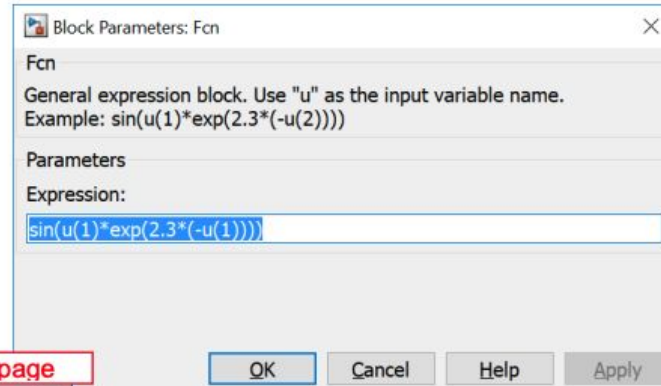 Block Parameters: Fcn
Fcn
General expression block. Use "u" as the input variable name.
Example: sin(u(1)*exp(2.3*(-u(2))))
Parameters
Expression:
sin(u(1)*exp(2.3*(-u(1))))
page
OK Cancel Help Apply